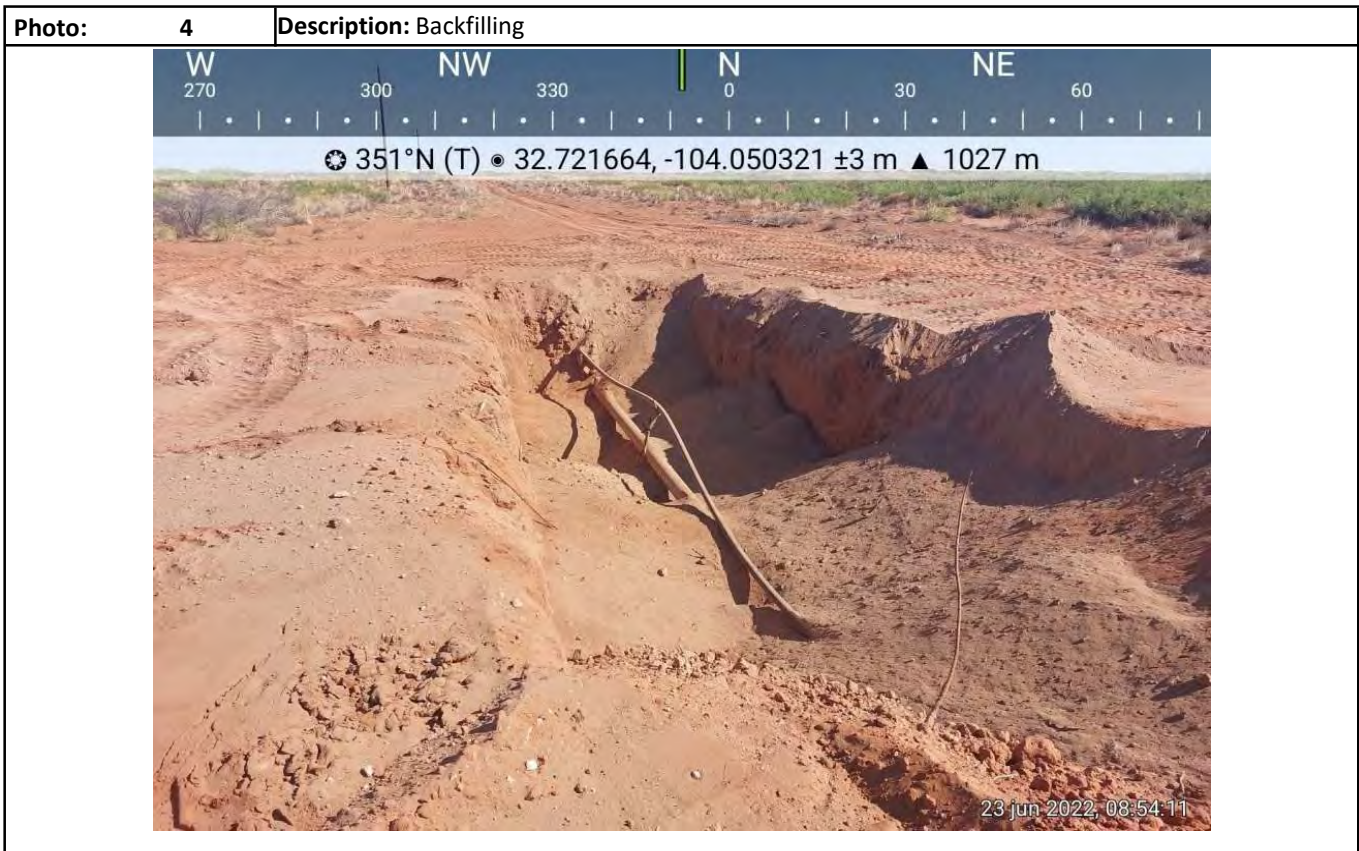 Photo: 4 Description: Backfilling
W NW N NE
270 300 330 0 30 60
351°N (T) ● 32.721664, -104.050321 ±3 m ▲ 1027 m
23 jun 2022, 08:54:11